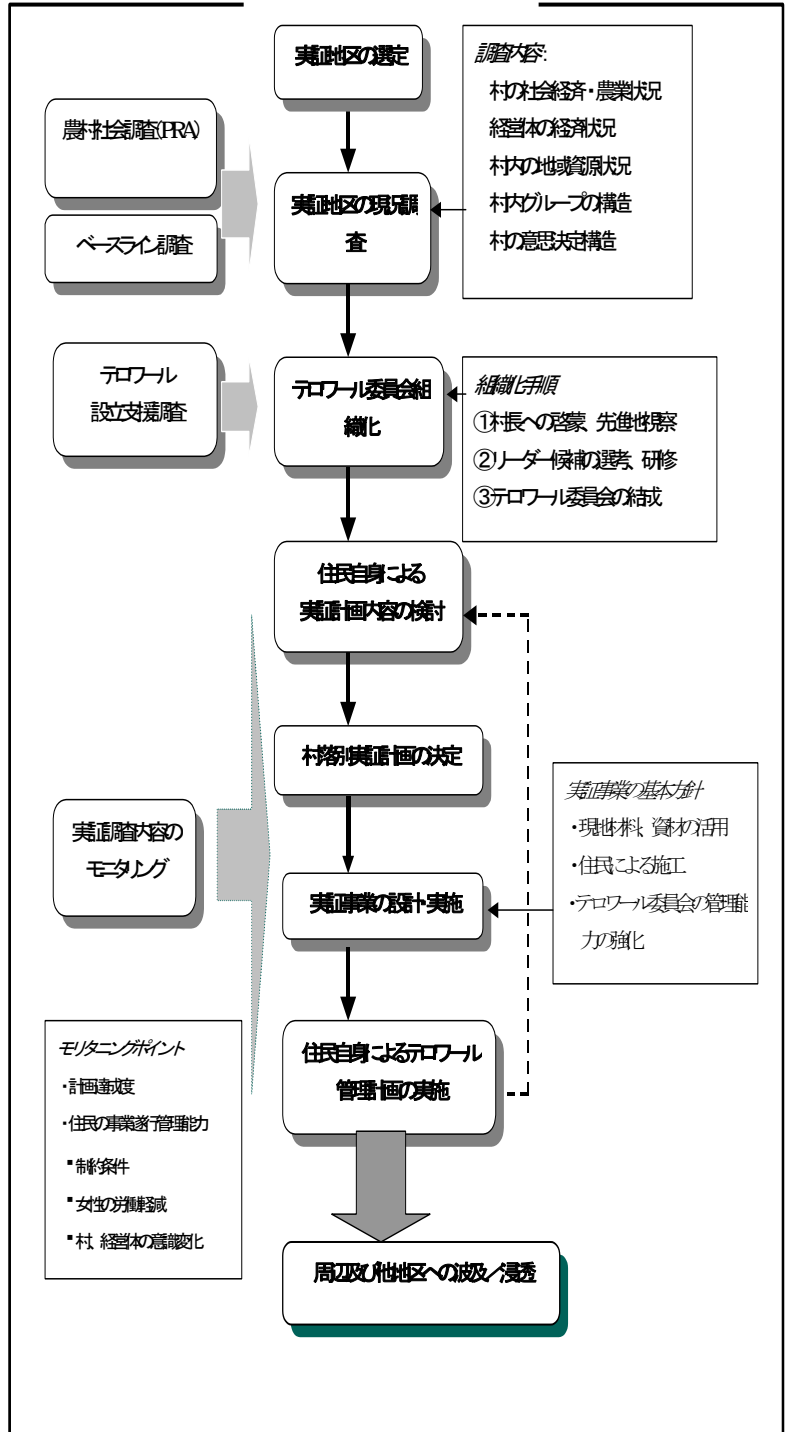 実証地区の選定
調査内容:
村の社会経済・農業状況
経営体の経済状況
村内の地域資源状況
村内グループの構造
村の意思決定構造
農村社会調査(PRA)
ベースライン調査
実証地区の現況調
査
テロワール
設立支援調査
テロワール委員会組
織化
組織化手順
①村長への啓蒙、先進地視察
②リーダー候補の選考、研修
③テロワール委員会の結成
住民自身による
実証計画内容の検討
村落別実証計画の決定
実証調査内容の
モニタリング
実証事業の基本方針
・現地材料、資材の活用
・住民による施工
・テロワール委員会の管理能
力の強化
実証事業の設計・実施
モリタニングポイント
・計画達成度
・住民の事業遂行管理能力
・制約条件
・女性の労働軽減
・村、経営体の意識変化
住民自身によるテロワール
管理計画の実施
周辺及び他地区への波及/浸透